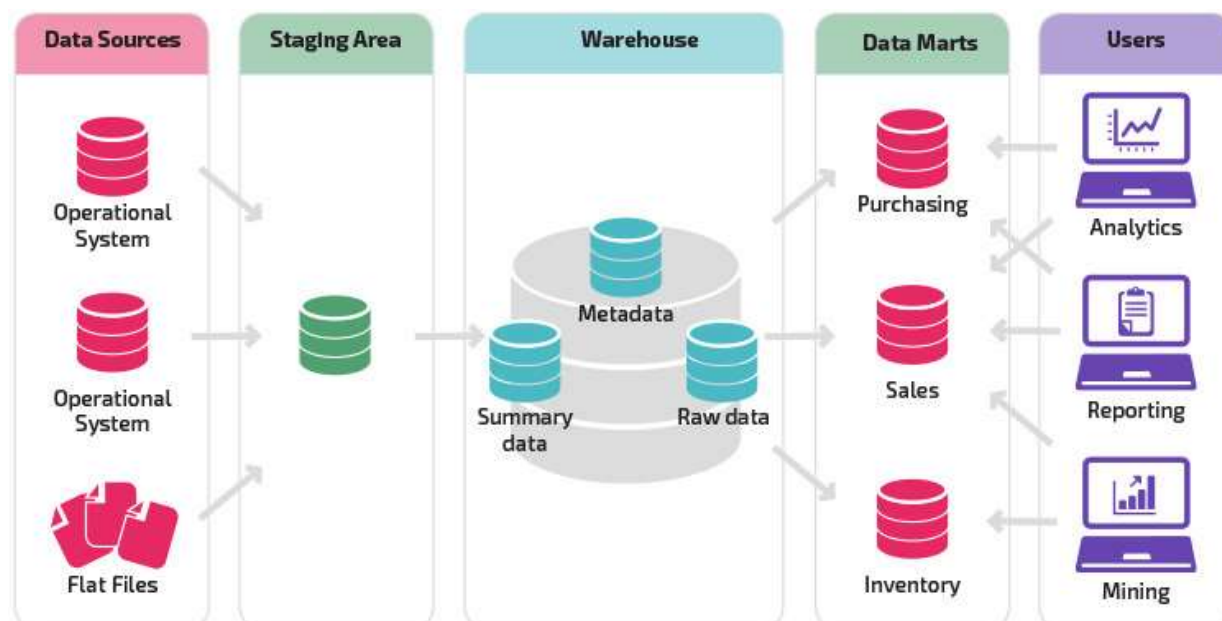 Data Sources
Staging Area
Warehouse
Data Marts
Users
Operational
System
Operational
System
Flat Files
Metadata
Summary
data
Raw data
Purchasing
Sales
Inventory
Analytics
Reporting
Mining